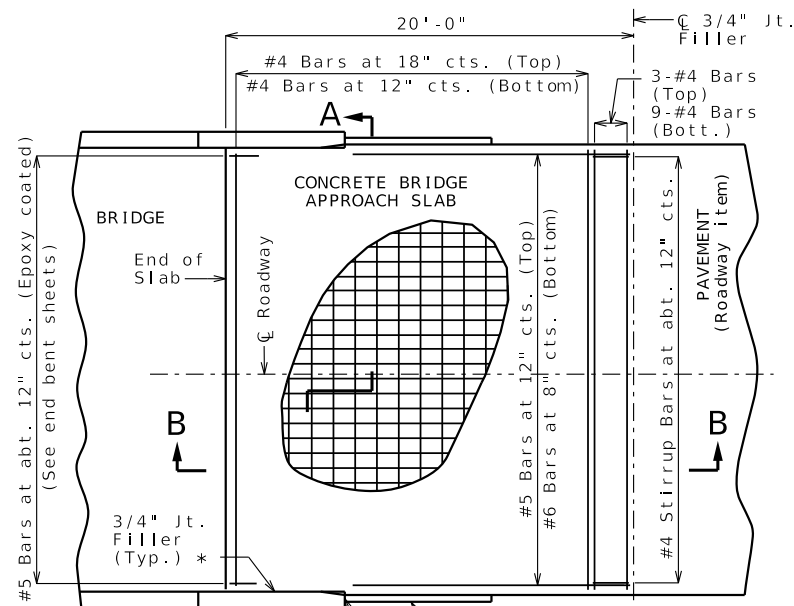 20'-0"
℄ 3/4" Jt.
Filler
#4 Bars at 18" cts. (Top)
#4 Bars at 12" cts. (Bottom)
3-#4 Bars
(Top)
9-#4 Bars
(Bott.)
A
CONCRETE BRIDGE
APPROACH SLAB
BRIDGE
End of
Slab
℄ Roadway
#5 Bars at abt. 12" cts. (Epoxy coated)
(See end bent sheets)
#5 Bars at 12" cts. (Top)
#6 Bars at 8" cts. (Bottom)
#4 Stirrup Bars at abt. 12" cts.
PAVEMENT
(Roadway item)
B
B
3/4" Jt.
Filler
(Typ.) *